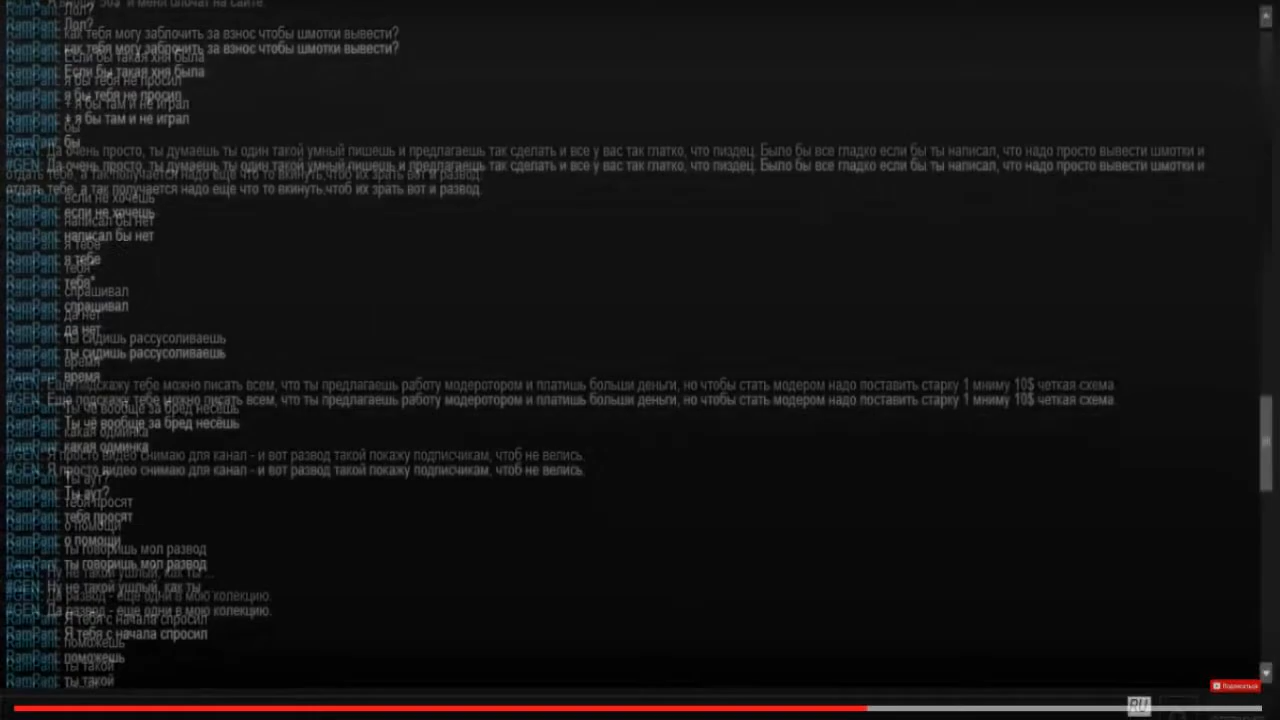 RamPant: Лол?
RamPant: как тебя могу заблочить за взнос чтобы шмотки вывести?
RamPant: Если бы такая хня была
RamPant: я бы тебя не просил
RamPant: + я бы там и не играл
RamPant: бы
#GEN: Да очень просто, ты думаешь ты один такой умный пишешь и предлагаешь так сделать и все у вас так глатко, что пиздец. Было бы все гладко если бы ты написал, что надо просто вывести шмотки и
отдать тебе, а так получается надо еще что то вкинуть чтоб их зрать вот и развод.
RamPant: если не хочешь
RamPant: написал бы нет
RamPant: я тебе
RamPant: тебя*
RamPant: спрашивал
RamPant: да нет
RamPant: ты сидишь рассусоливаешь
RamPant: время
#GEN: Еще подскажу тебе можно писать всем, что ты предлагаешь работу модеротором и платишь больши деньги, но чтобы стать модером надо поставить старку 1 мниму 10$ четкая схема.
RamPant: Ты чё вообще за бред несёшь
RamPant: какая одминка
#GEN: Я просто видео снимаю для канал - и вот развод такой покажу подписчикам, чтоб не велись.
RamPant: Ты аут?
RamPant: тебя просят
RamPant: о помощи
RamPant: ты говоришь мол развод
#GEN: Ну не такой ушлый, как ты ...
#GEN: Да развод - еще одни в мою колекцию.
RamPant: Я тебя с начала спросил
RamPant: поможешь
RamPant: ты такой
Подписаться
RU